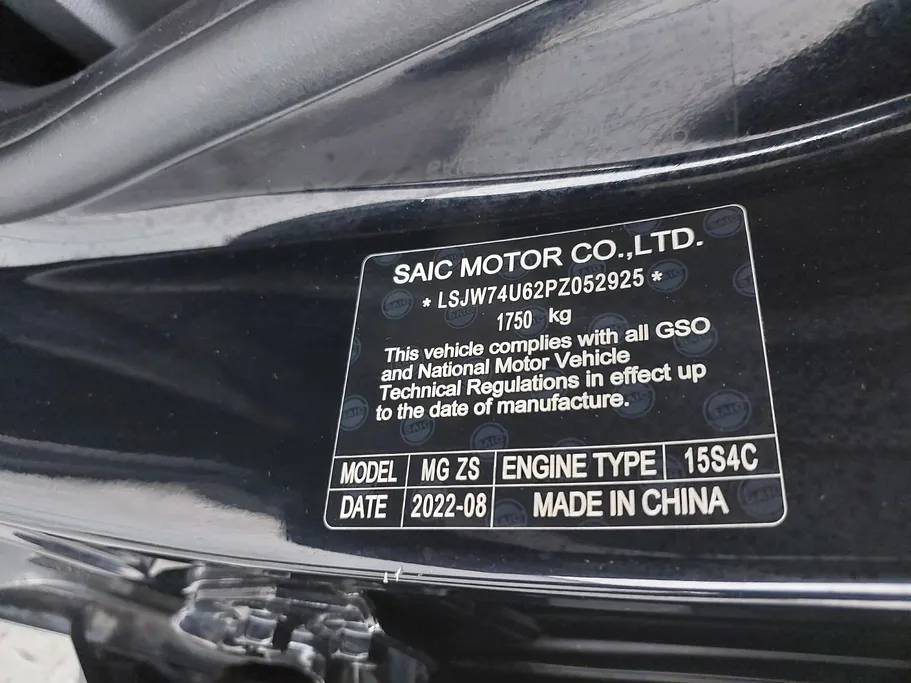 SAIC MOTOR CO.,LTD.
* LSJW74U62PZ052925 *
1750 kg
This vehicle complies with all GSO
and National Motor Vehicle
Technical Regulations in effect up
to the date of manufacture.
MODEL MG ZS ENGINE TYPE 15S4C
DATE 2022-08 MADE IN CHINA